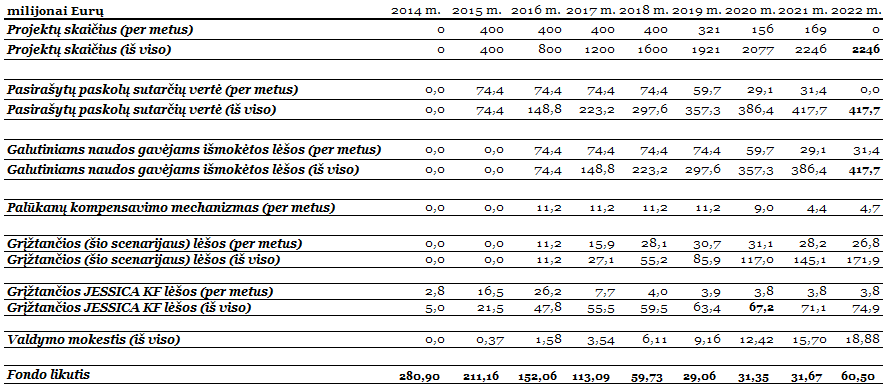 milijonai Eurų 2014 m. 2015 m. 2016 m. 2017 m. 2018 m. 2019 m. 2020 m. 2021 m. 2022 m.
Projektų skaičius (per metus) 0 400 400 400 400 321 156 169 0
Projektų skaičius (iš viso) 0 400 800 1200 1600 1921 2077 2246 2246
Pasirašytų paskolų sutarčių vertė (per metus) 0,0 74,4 74,4 74,4 74,4 59,7 29,1 31,4 0,0
Pasirašytų paskolų sutarčių vertė (iš viso) 0,0 74,4 148,8 223,2 297,6 357,3 386,4 417,7 417,7
Galutiniams naudos gavėjams išmokėtos lėšos (per metus) 0,0 0,0 74,4 74,4 74,4 74,4 59,7 29,1 31,4
Galutiniams naudos gavėjams išmokėtos lėšos (iš viso) 0,0 0,0 74,4 148,8 223,2 297,6 357,3 386,4 417,7
Palūkanų kompensavimo mechanizmas (per metus) 0,0 0,0 11,2 11,2 11,2 11,2 9,0 4,4 4,7
Grįžtančios (šio scenarijaus) lėšos (per metus) 0,0 0,0 11,2 15,9 28,1 30,7 31,1 28,2 26,8
Grįžtančios (šio scenarijaus) lėšos (iš viso) 0,0 0,0 11,2 27,1 55,2 85,9 117,0 145,1 171,9
Grįžtančios JESSICA KF lėšos (per metus) 2,8 16,5 26,2 7,7 4,0 3,9 3,8 3,8 3,8
Grįžtančios JESSICA KF lėšos (iš viso) 5,0 21,5 47,8 55,5 59,5 63,4 67,2 71,1 74,9
Valdymo mokestis (iš viso) 0,0 0,37 1,58 3,54 6,11 9,16 12,42 15,70 18,88
Fondo likutis 280,90 211,16 152,06 113,09 59,73 29,06 31,35 31,67 60,50